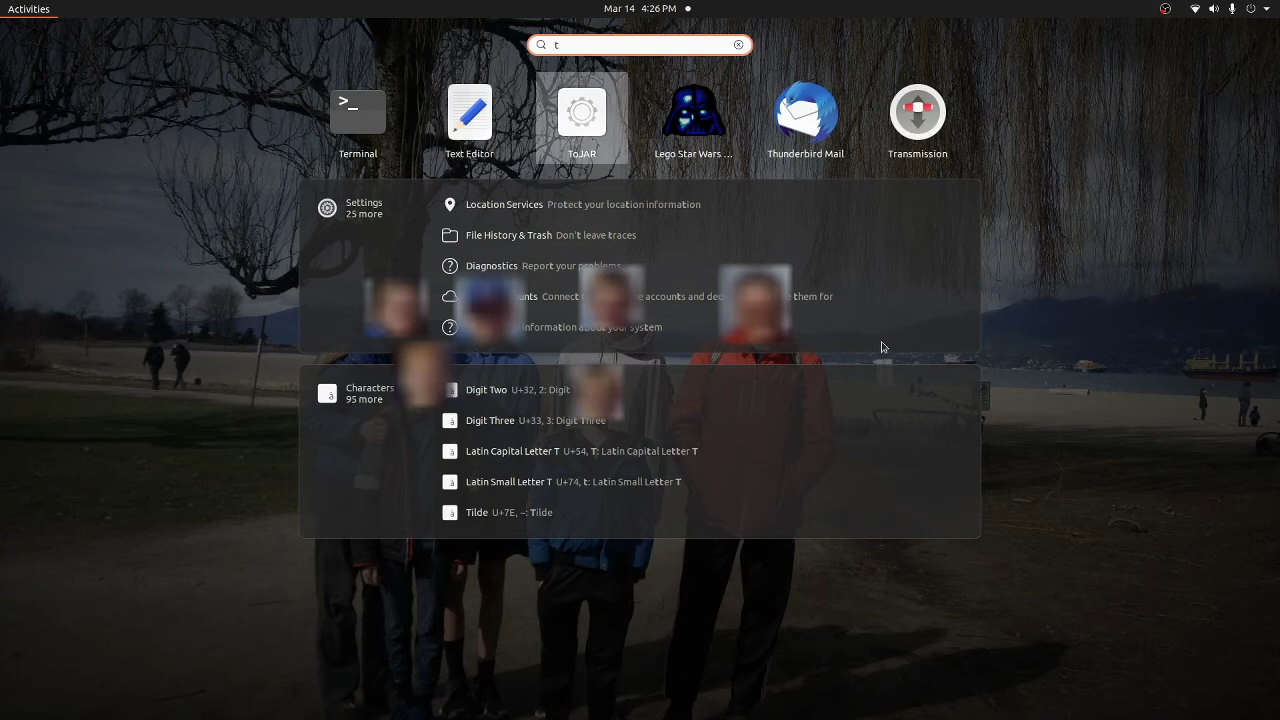 Activities
Mar 14 4:26 PM
t
>_
Terminal
Text Editor
ToJAR
Lego Star Wars ...
Thunderbird Mail
Transmission
Settings
25 more
Location Services Protect your location information
File History & Trash Don't leave traces
Diagnostics Report your problems
unts Connect accounts and dec them for
information about your system
Characters
95 more
Digit Two U+32, 2: Digit
Digit Three U+33, 3: Digit Three
Latin Capital Letter T U+54, T: Latin Capital Letter T
Latin Small Letter T U+74, t: Latin Small Letter T
Tilde U+7E, ~: Tilde